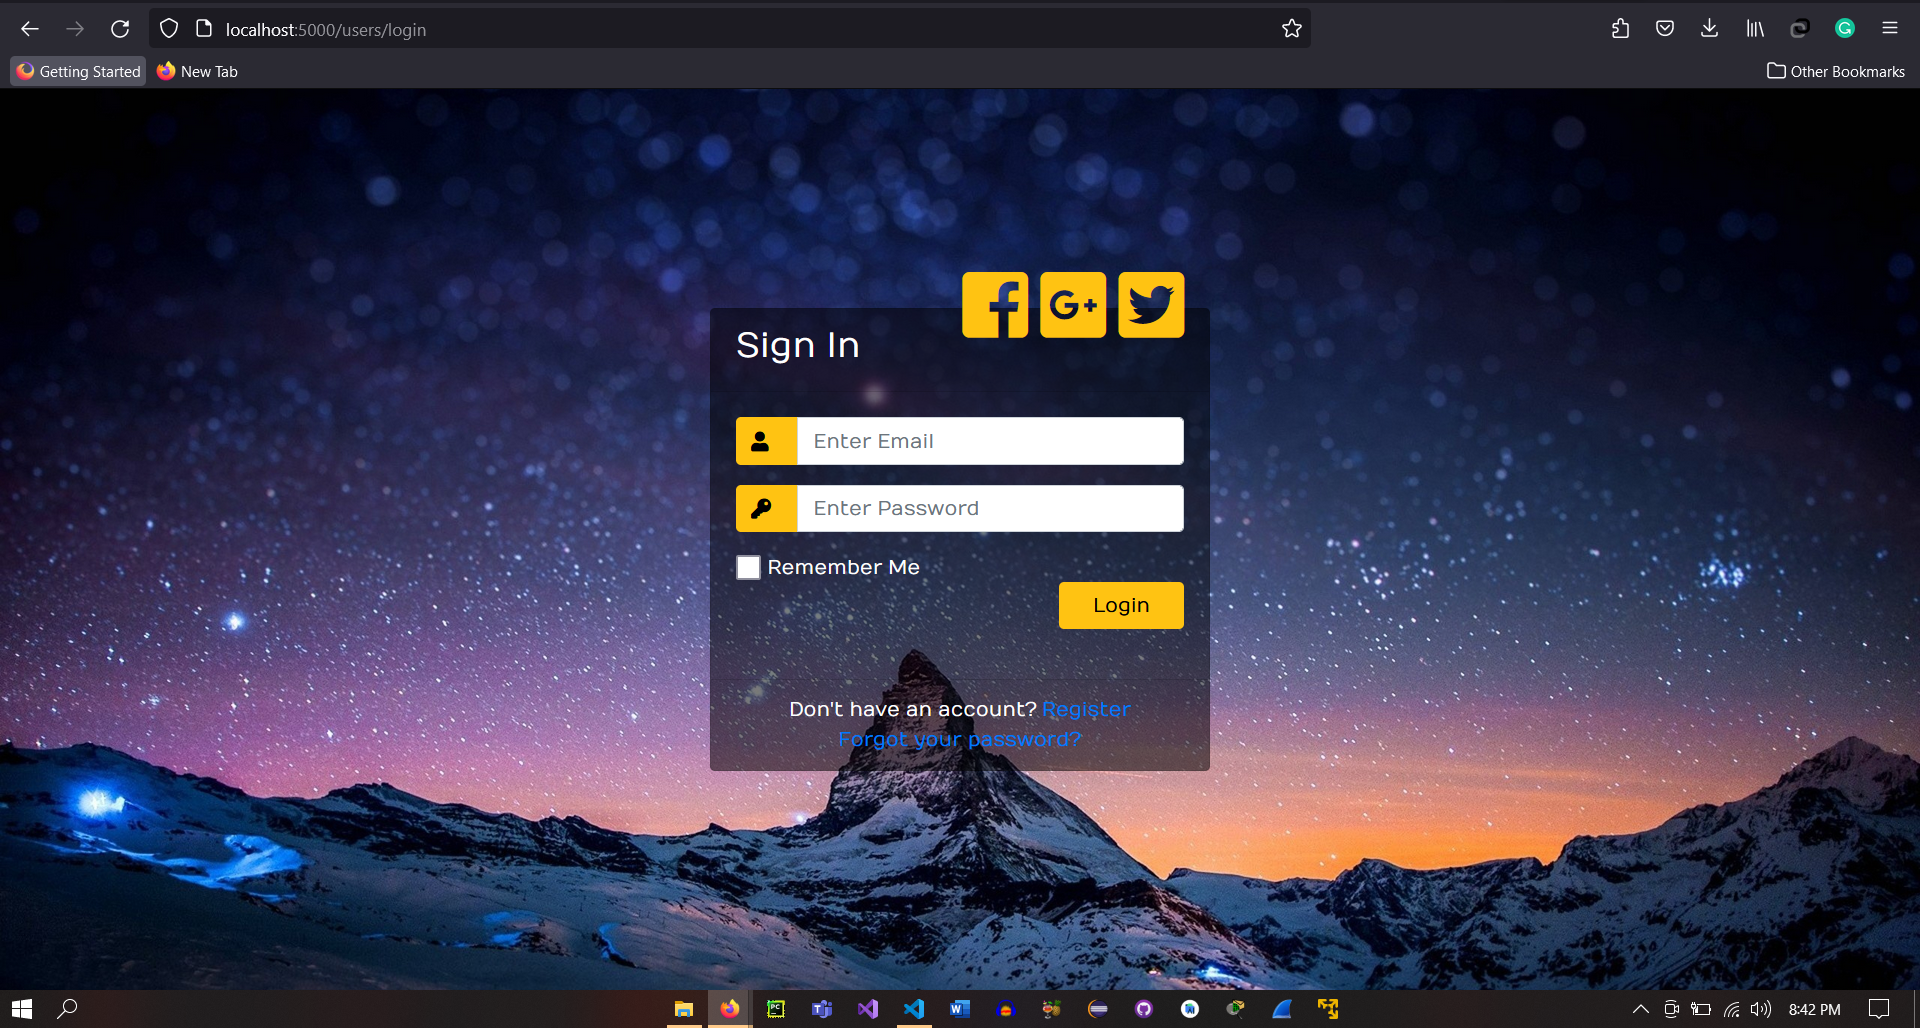 localhost:5000/users/login
Getting Started
New Tab
Other Bookmarks
Sign In
Enter Email
Enter Password
Remember Me
Login
Don't have an account? Register
Forgot your password?
8:42 PM